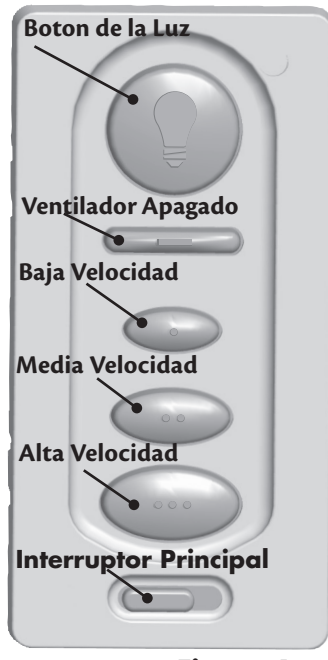 Boton de la Luz
Ventilador Apagado
Baja Velocidad
Media Velocidad
Alta Velocidad
Interruptor Principal